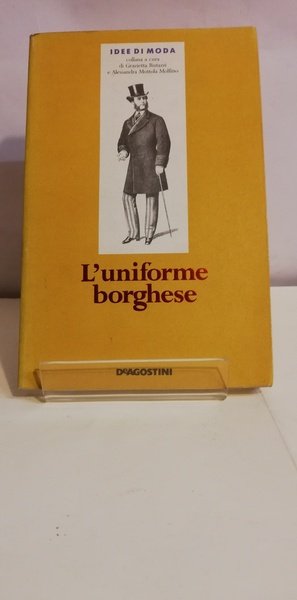 IDEE DI MODA
collana a cura
di Grazietta Butazzi
e Alessandra Mottola Molfino
L'uniforme
borghese
DeAGOSTINI